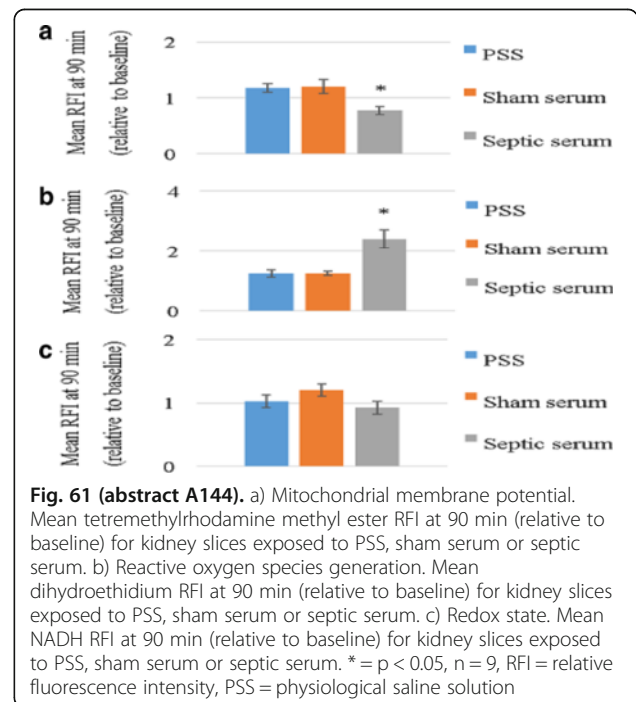 a
Mean RFI at 90 min
(relative to baseline)
2
1
0
*
PSS
Sham serum
Septic serum
b
Mean RFI at 90 min
(relative to baseline)
4
2
0
*
PSS
Sham serum
Septic serum
c
Mean RFI at 90 min
(relative to baseline)
2
1
0
PSS
Sham serum
Septic serum
Fig. 61 (abstract A144). a) Mitochondrial membrane potential.
Mean tetremethylrhodamine methyl ester RFI at 90 min (relative to
baseline) for kidney slices exposed to PSS, sham serum or septic
serum. b) Reactive oxygen species generation. Mean
dihydroethidium RFI at 90 min (relative to baseline) for kidney slices
exposed to PSS, sham serum or septic serum. c) Redox state. Mean
NADH RFI at 90 min (relative to baseline) for kidney slices exposed
to PSS, sham serum or septic serum. * = p < 0.05, n = 9, RFI = relative
fluorescence intensity, PSS = physiological saline solution